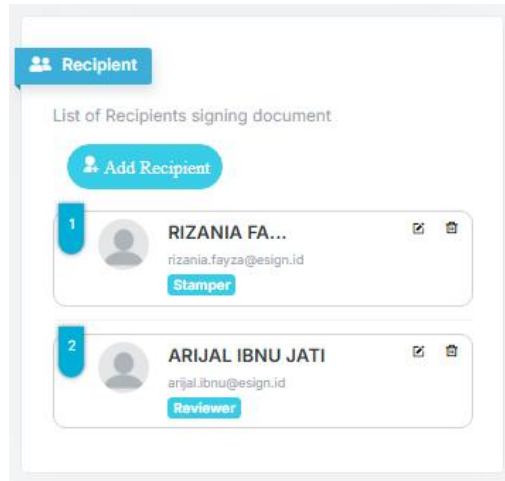 Recipient
List of Recipients signing document
Add Recipient
1
RIZANIA FA...
rizania.fayza@esign.id
Stamper
2
ARIJAL IBNU JATI
arijal.ibnu@esign.id
Reviewer